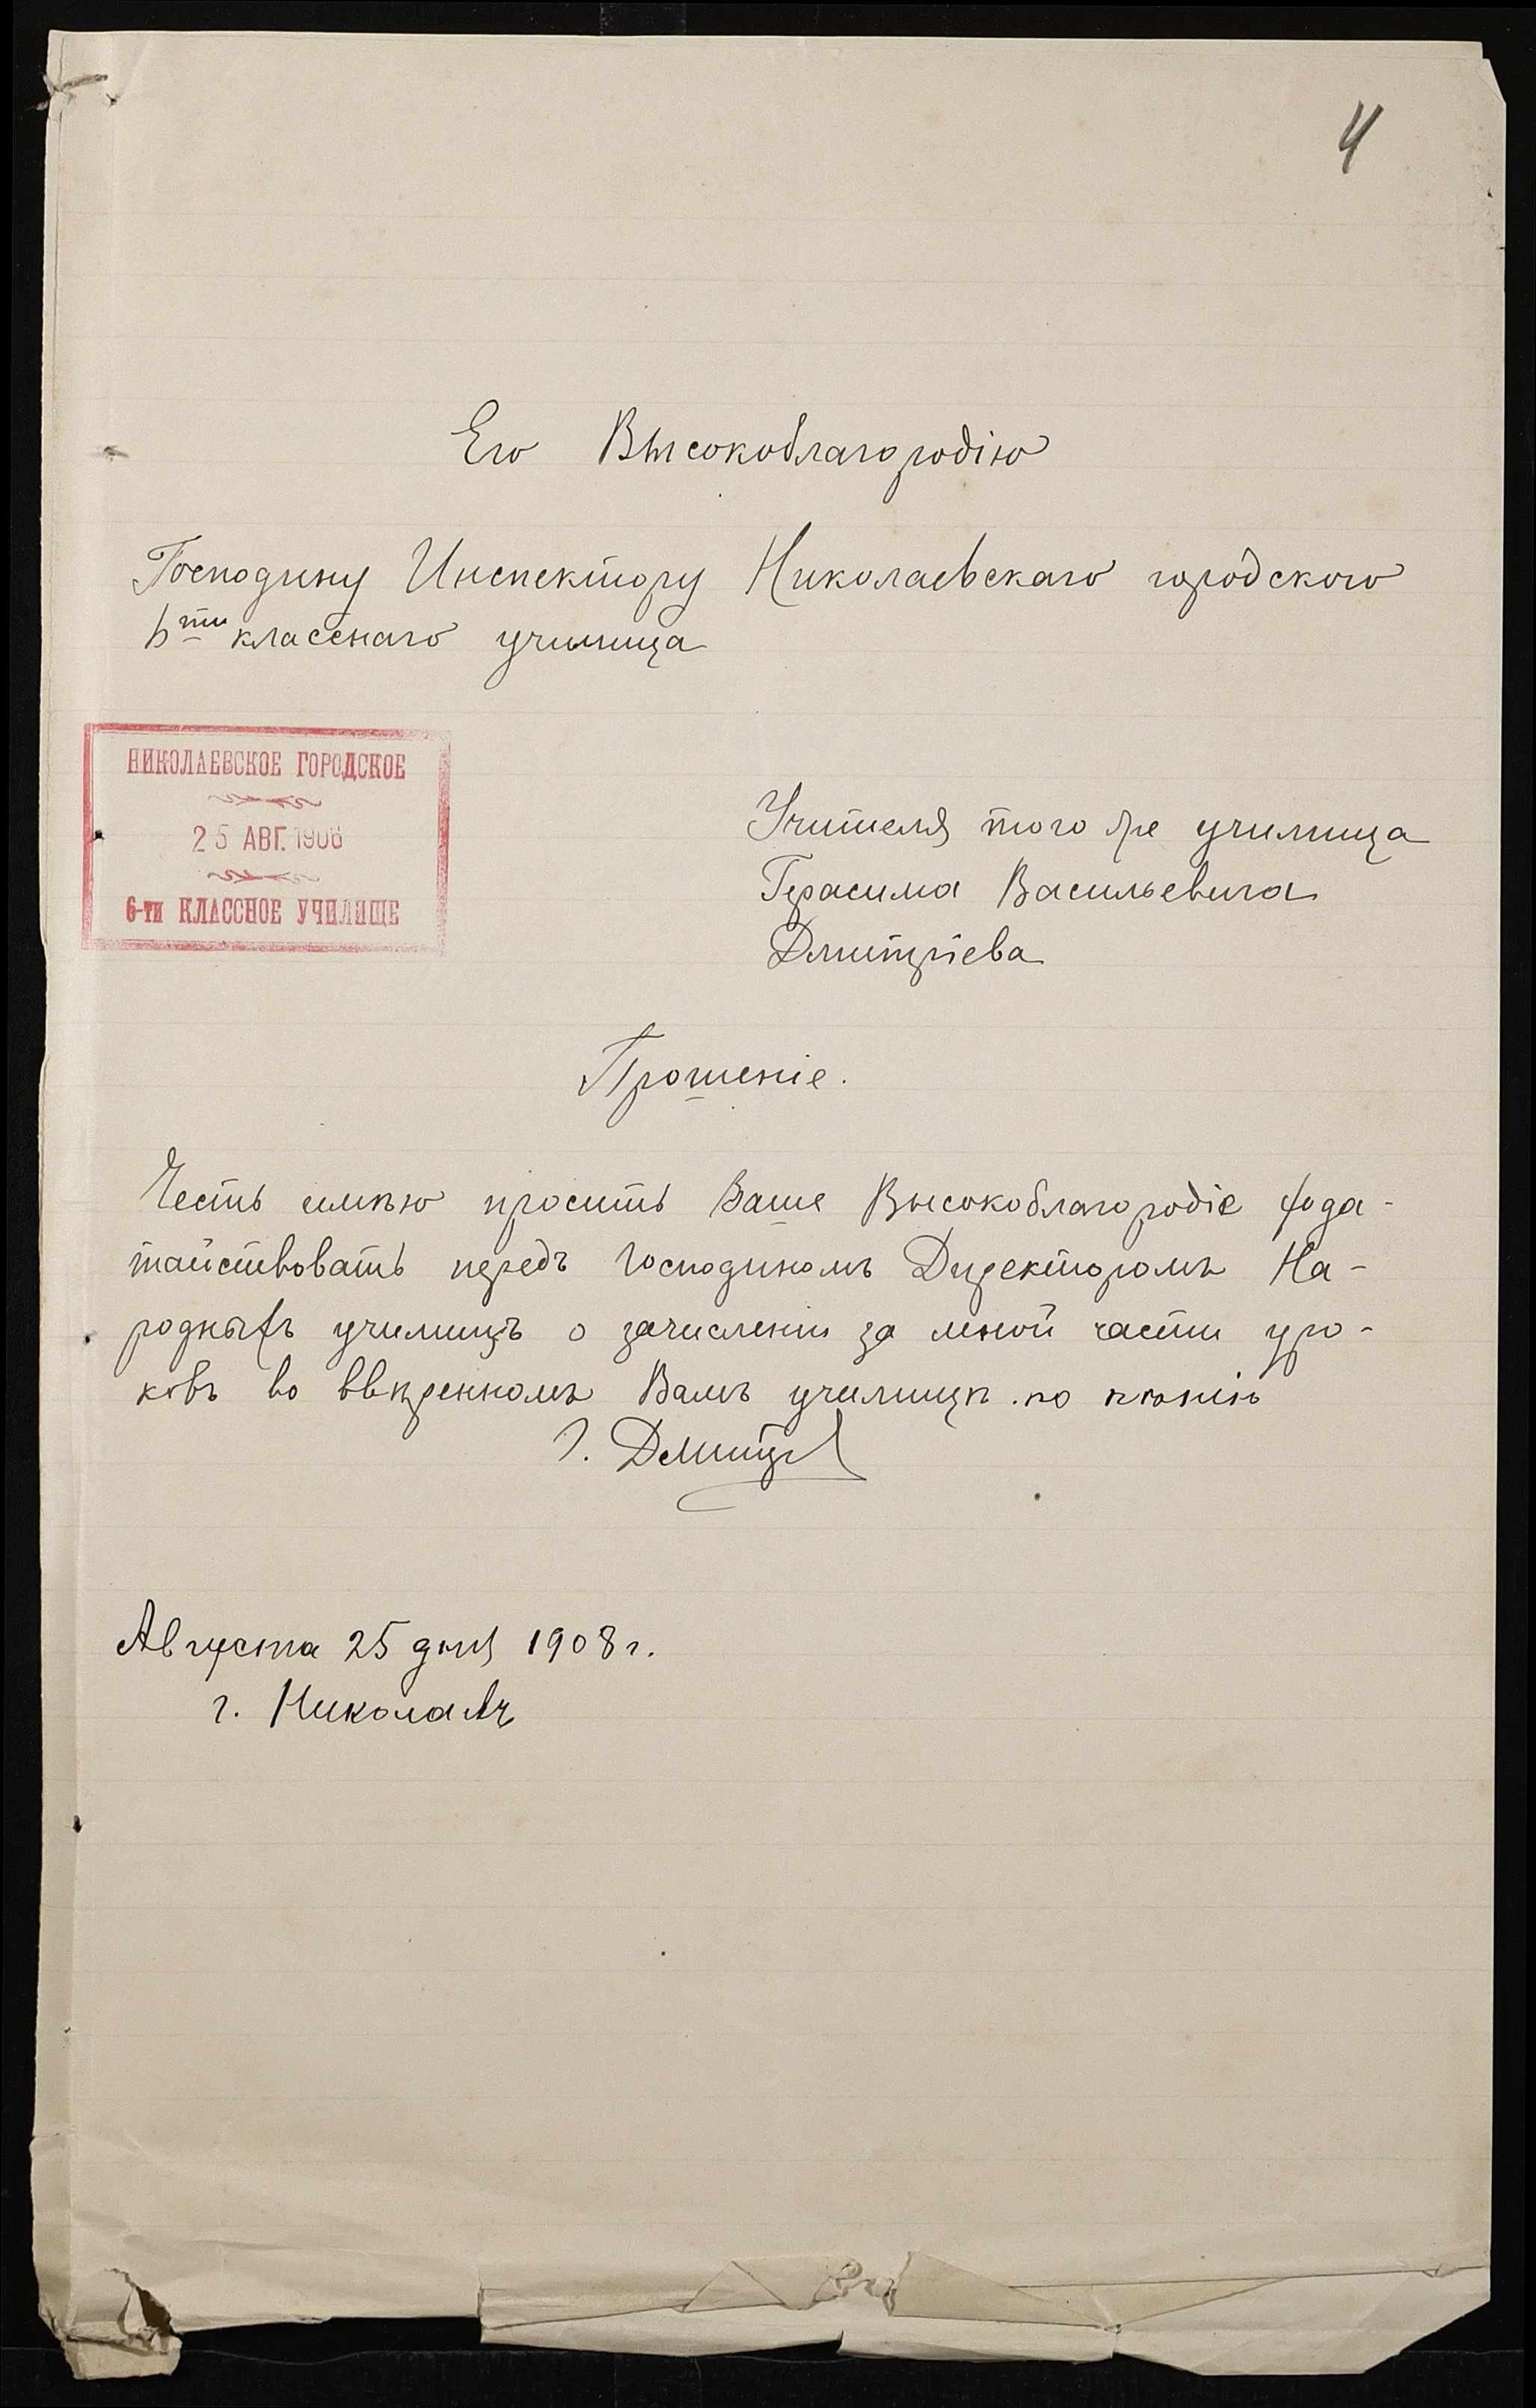 4
Его Высокоблагородію
Господину Инспектору Николаевскаго городского
6ти класснаго училища
НИКОЛАЕВСКОЕ ГОРОДСКОЕ
25 АВГ. 1908
6-ти КЛАССНОЕ УЧИЛИЩЕ
Учителя того же училища
Герасима Васильевича
Дмитріева
Прошеніе.
Честь имѣю просить Ваше Высокоблагородіе хода-
тайствовать передъ Господиномъ Директоромъ На-
родныхъ училищъ о зачисленіи за мной части уро-
ковъ во ввѣренномъ Вамъ училищѣ по пѣнію
Г. Дмитр
Августа 25 дня 1908 г.
г. Николаевъ